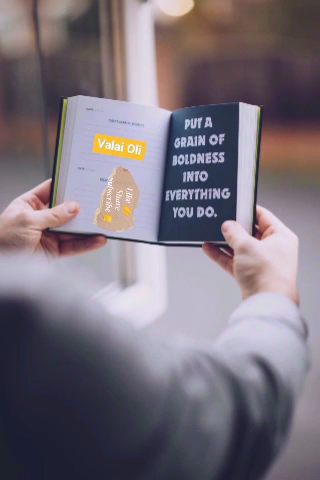 Valai Oli
Like 👍
Share
Subscribe 🔔
PUT A
GRAIN OF
BOLDNESS
INTO
EVERYTHING
YOU DO.